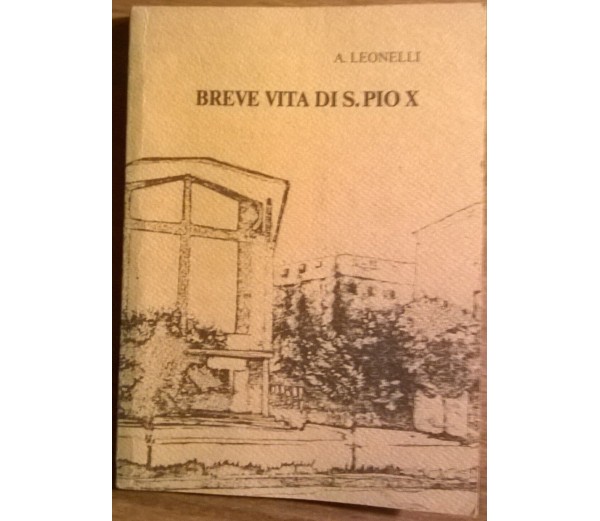 A. LEONELLI
BREVE VITA DI S. PIO X